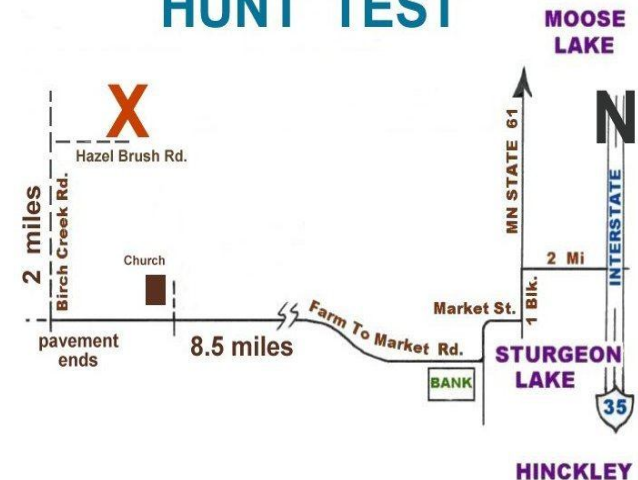 HUNT TEST
MOOSE
LAKE
X
N
Hazel Brush Rd.
MN STATE 61
INTERSTATE
2 miles
Birch Creek Rd.
Church
2 Mi
1 Blk.
Market St.
Farm To Market Rd.
pavement
ends
8.5 miles
STURGEON
LAKE
BANK
35
HINCKLEY